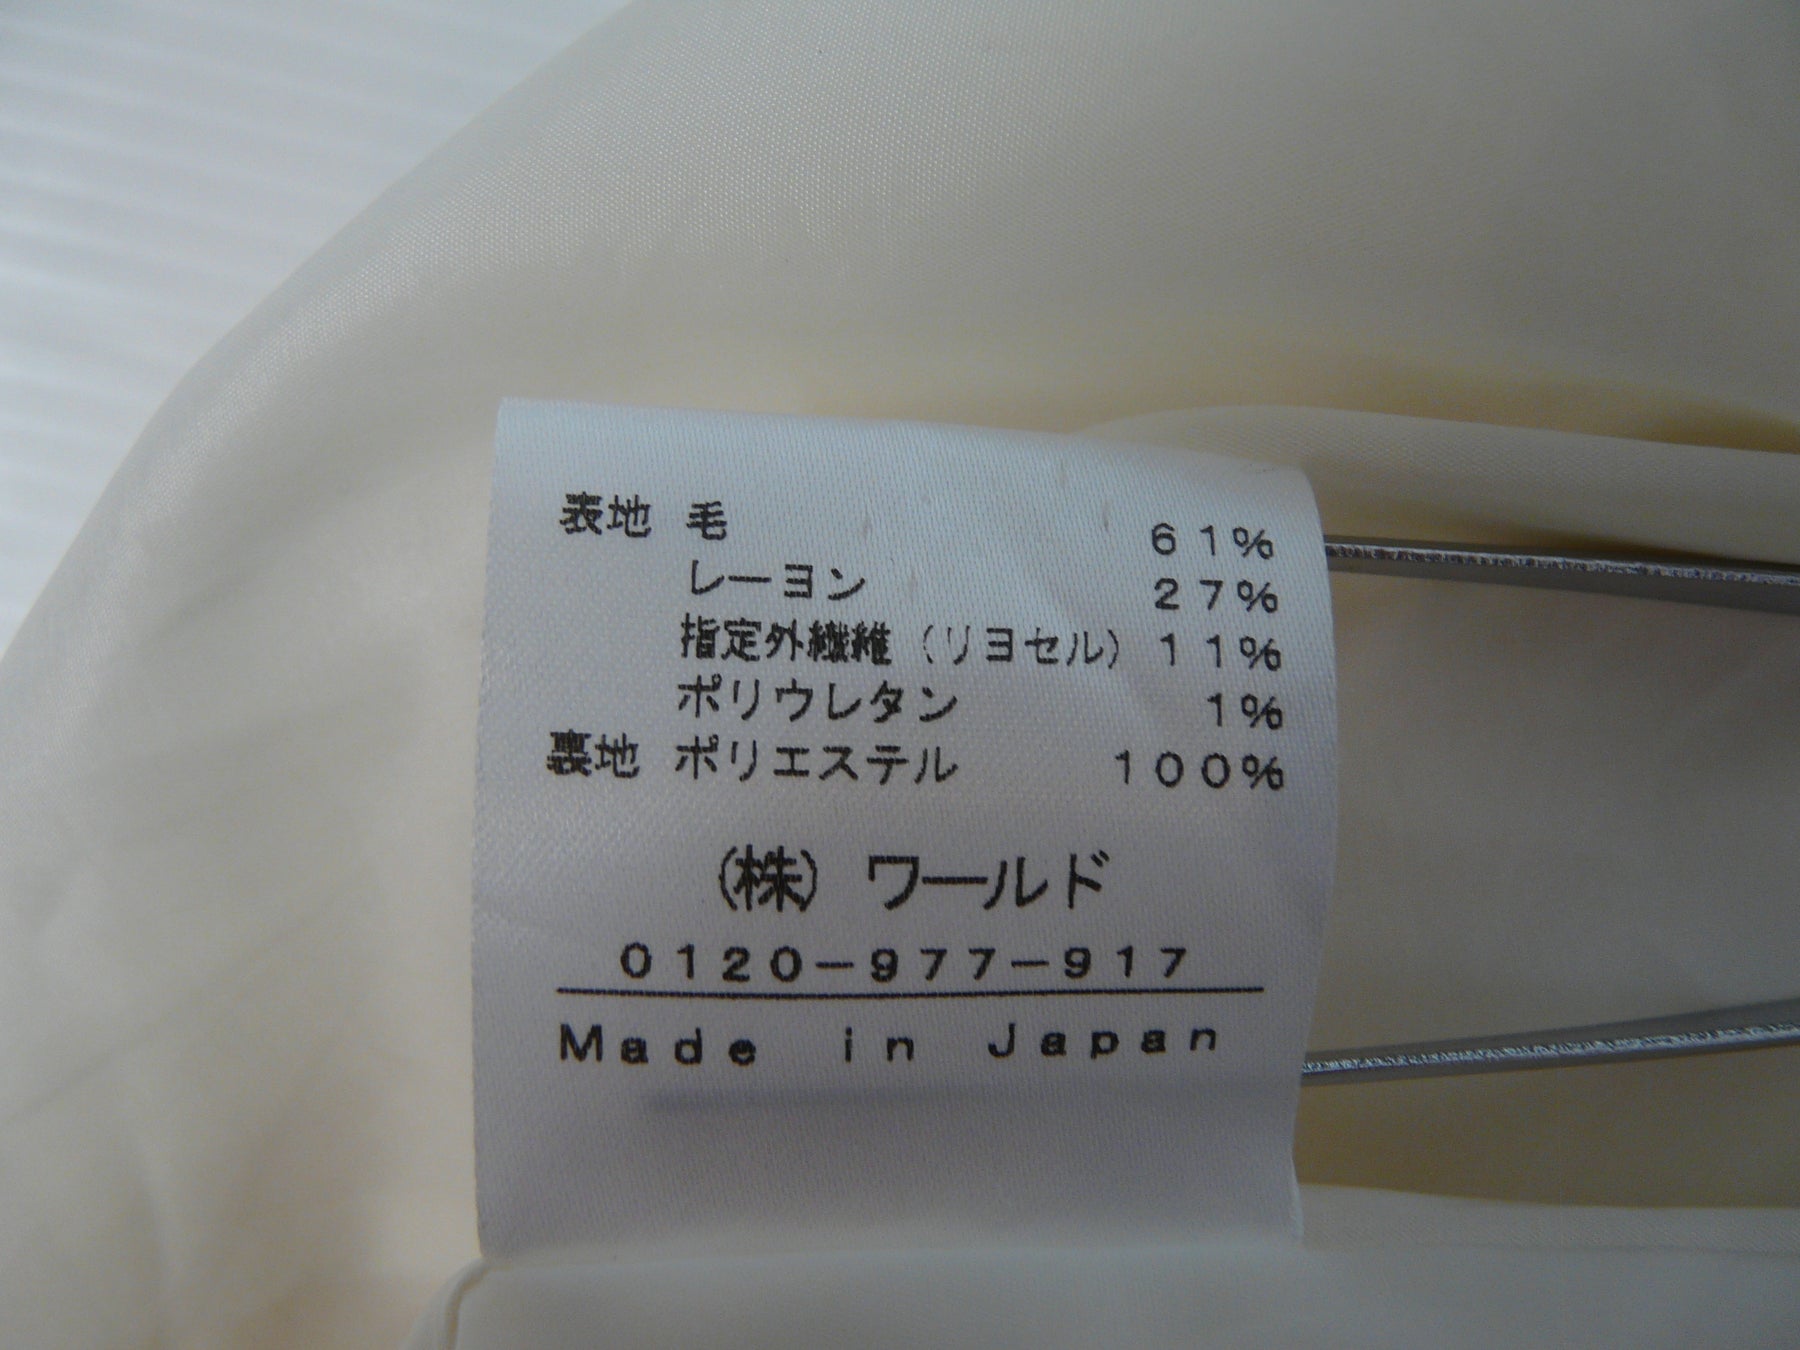 表地 毛 61%
レーヨン 27%
指定外繊維（リヨセル） 11%
ポリウレタン 1%
裏地 ポリエステル 100%
(株) ワールド
0120-977-917
Made in Japan